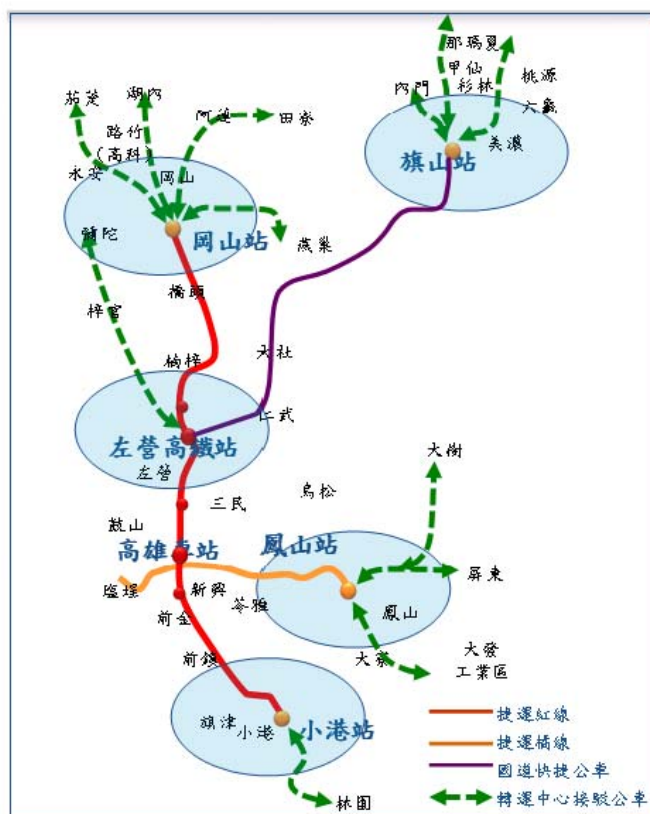 那瑪夏
甲仙
杉林
桃源
內門
六龜
美濃
旗山站
茄萣
湖內
阿蓮
田寮
路竹
(高科)
永安
岡山
彌陀
岡山站
燕巢
橋頭
梓官
楠梓
大社
仁武
左營高鐵站
左營
大樹
鳥松
三民
鼓山
高雄車站
鳳山站
屏東
鹽埕
新興
苓雅
前金
鳳山
大寮
大發
工業區
前鎮
旗津
小港
小港站
林園
捷運紅線
捷運橘線
國道快捷公車
轉運中心接駁公車